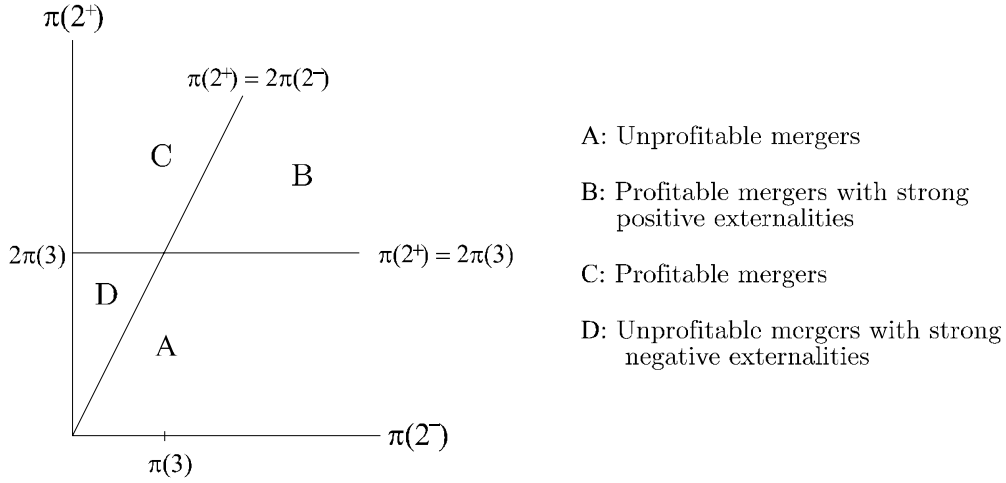 π(2⁺)
π(2⁺) = 2π(2⁻)
C
B
2π(3)
π(2⁺) = 2π(3)
D
A
π(2⁻)
π(3)
A: Unprofitable mergers
B: Profitable mergers with strong
positive externalities
C: Profitable mergers
D: Unprofitable mergers with strong
negative externalities